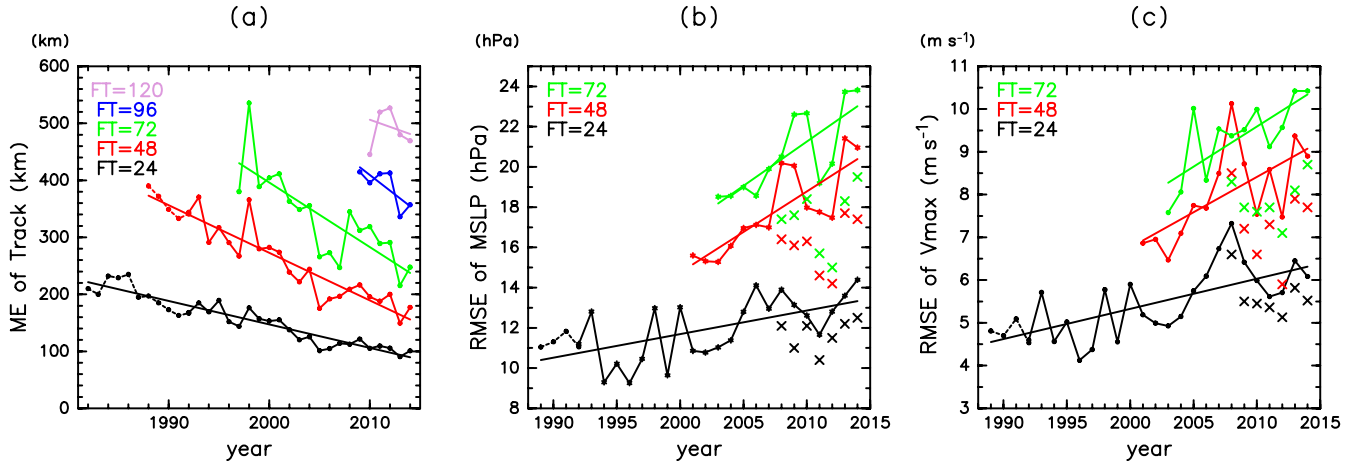 (a)
(km)
ME of Track (km)
600
500
400
300
200
100
0
FT=120
FT=96
FT=72
FT=48
FT=24
1990
2000
2010
year
(b)
(hPa)
RMSE of MSLP (hPa)
24
22
20
18
16
14
12
10
8
FT=72
FT=48
FT=24
1990
1995
2000
2005
2010
2015
year
(c)
(m s⁻¹)
RMSE of Vmax (m s⁻¹)
11
10
9
8
7
6
5
4
3
FT=72
FT=48
FT=24
1990
1995
2000
2005
2010
2015
year